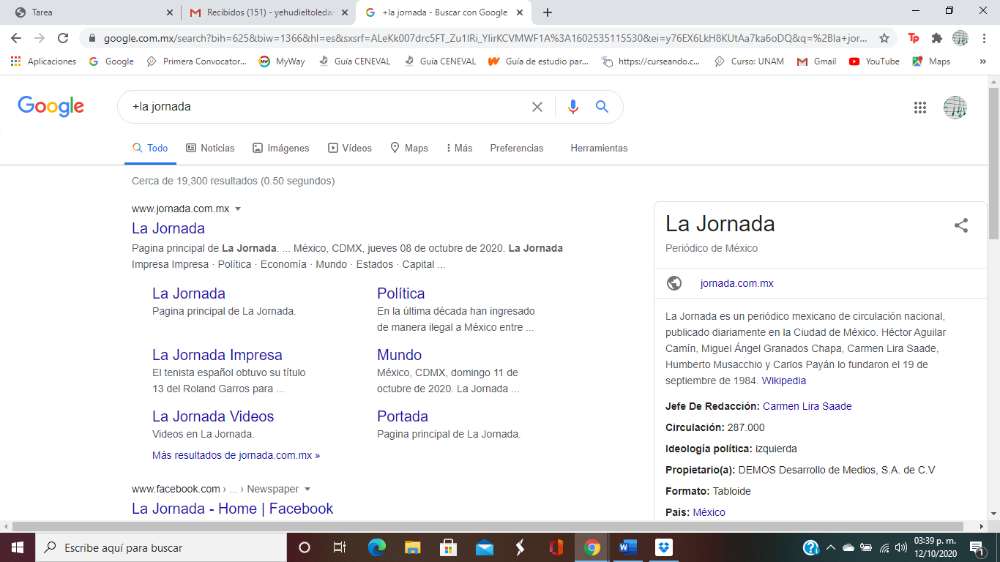 Tarea
Recibidos (151) - yehudieltoledar
+la jornada - Buscar con Google
google.com.mx/search?bih=625&biw=1366&hl=es&sxsrf=ALeKk007drc5FT_Zu1lRi_YlirKCVMWF1A%3A1602535115530&ei=y76EX6LkH8KUtAa7ka6oDQ&q=%2Bla+jor...
Aplicaciones Google Primera Convocator... MyWay Guía CENEVAL Guía CENEVAL Guía de estudio par... https://curseando.c... Curso: UNAM Gmail YouTube Maps »
Google
+la jornada
Todo Noticias Imágenes Vídeos Maps Más Preferencias Herramientas
Cerca de 19,300 resultados (0.50 segundos)
www.jornada.com.mx
La Jornada
Pagina principal de La Jornada. ... México, CDMX, jueves 08 de octubre de 2020. La Jornada
Impresa Impresa · Política · Economía · Mundo · Estados · Capital ...
La Jornada
Pagina principal de La Jornada.
Política
En la última década han ingresado
de manera ilegal a México entre ...
La Jornada Impresa
El tenista español obtuvo su título
13 del Roland Garros para ...
Mundo
México, CDMX, domingo 11 de
octubre de 2020. La Jornada ...
La Jornada Videos
Videos en La Jornada.
Portada
Pagina principal de La Jornada.
Más resultados de jornada.com.mx »
www.facebook.com › ... › Newspaper
La Jornada - Home | Facebook
La Jornada
Periódico de México
jornada.com.mx
La Jornada es un periódico mexicano de circulación nacional,
publicado diariamente en la Ciudad de México. Héctor Aguilar
Camín, Miguel Ángel Granados Chapa, Carmen Lira Saade,
Humberto Musacchio y Carlos Payán lo fundaron el 19 de
septiembre de 1984. Wikipedia
Jefe De Redacción: Carmen Lira Saade
Circulación: 287.000
Ideología política: izquierda
Propietario(a): DEMOS Desarrollo de Medios, S.A. de C.V
Formato: Tabloide
País: México
Escribe aquí para buscar
03:39 p. m.
12/10/2020
1